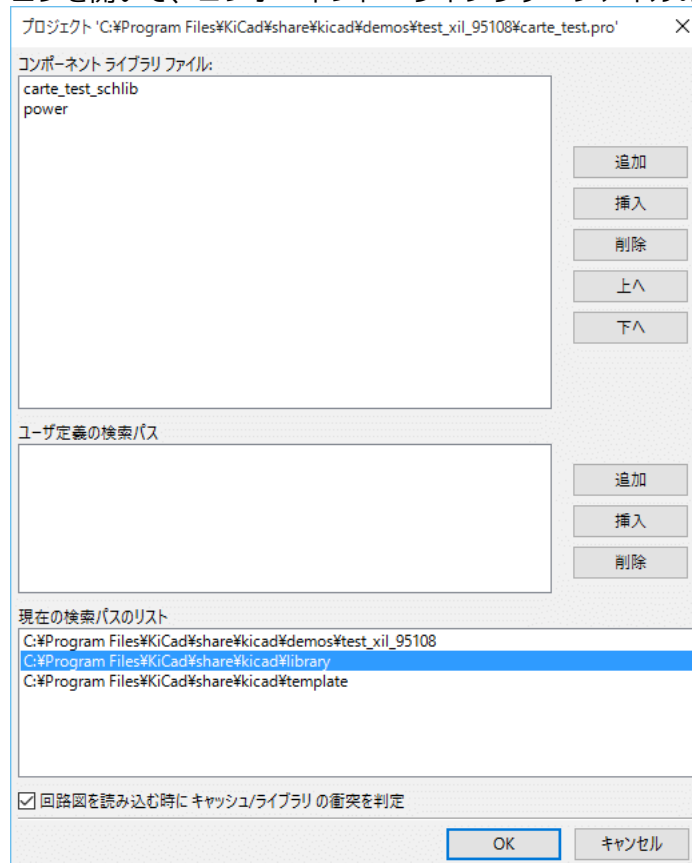 プロジェクト 'C:¥Program Files¥KiCad¥share¥kicad¥demos¥test_xil_95108¥carte_test.pro'
コンポーネント ライブラリ ファイル:
carte_test_schlib
power
追加
挿入
削除
上へ
下へ
ユーザ定義の検索パス
追加
挿入
削除
現在の検索パスのリスト
C:¥Program Files¥KiCad¥share¥kicad¥demos¥test_xil_95108
C:¥Program Files¥KiCad¥share¥kicad¥library
C:¥Program Files¥KiCad¥share¥kicad¥template
回路図を読み込む時に キャッシュ/ライブラリ の衝突を判定
OK
キャンセル